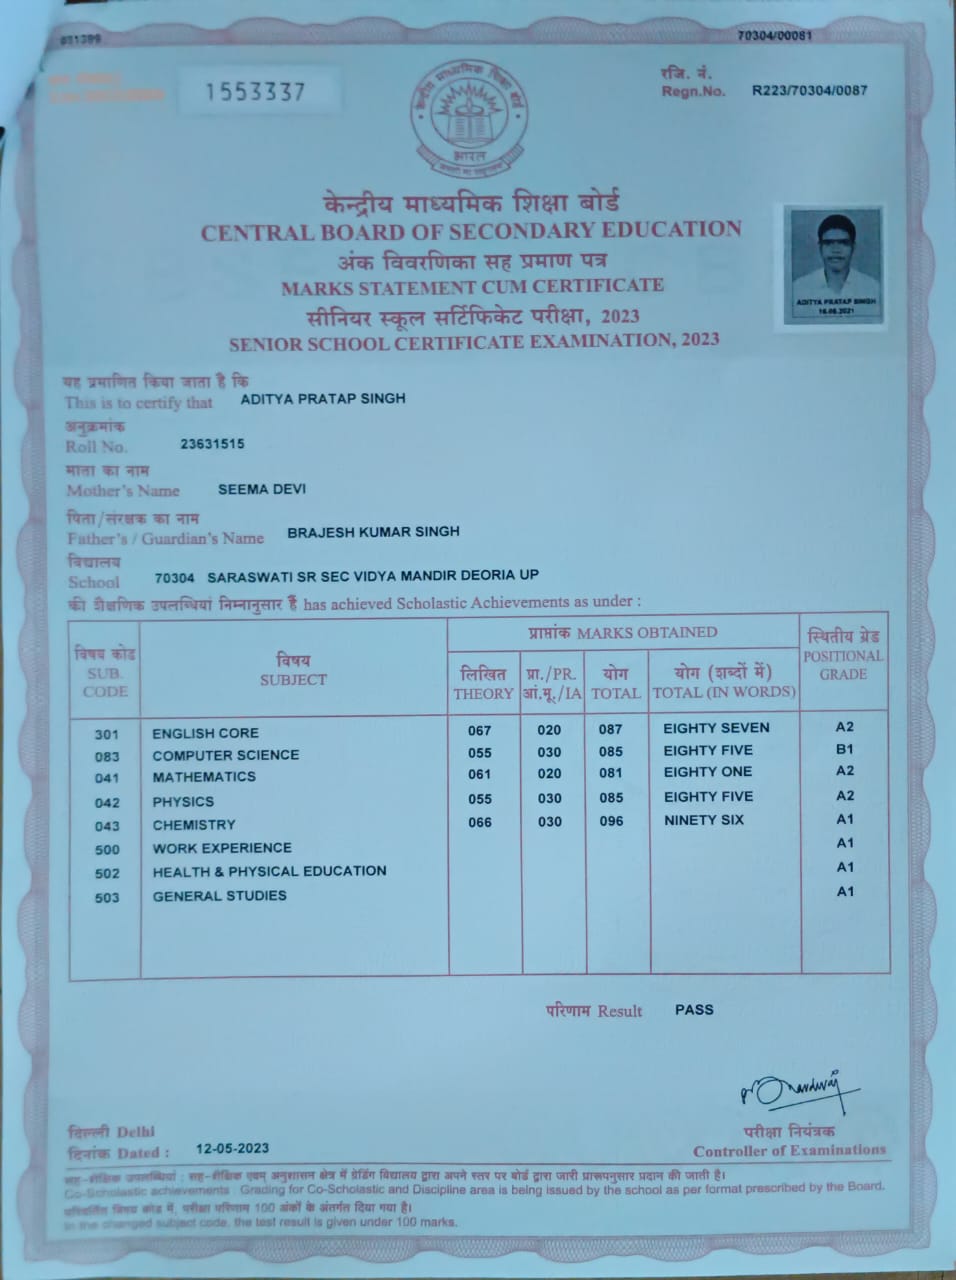 70304/00081
1553337
रजि. नं.
Regn.No. R223/70304/0087
केन्द्रीय माध्यमिक शिक्षा बोर्ड
भारत
केन्द्रीय माध्यमिक शिक्षा बोर्ड
CENTRAL BOARD OF SECONDARY EDUCATION
अंक विवरणिका सह प्रमाण पत्र
MARKS STATEMENT CUM CERTIFICATE
सीनियर स्कूल सर्टिफिकेट परीक्षा, 2023
SENIOR SCHOOL CERTIFICATE EXAMINATION, 2023
ADITYA PRATAP SINGH
16.08.2021
यह प्रमाणित किया जाता है कि
This is to certify that ADITYA PRATAP SINGH
अनुक्रमांक
Roll No. 23631515
माता का नाम
Mother's Name SEEMA DEVI
पिता/संरक्षक का नाम
Father's / Guardian's Name BRAJESH KUMAR SINGH
विद्यालय
School 70304 SARASWATI SR SEC VIDYA MANDIR DEORIA UP
की शैक्षणिक उपलब्धियां निम्नानुसार हैं has achieved Scholastic Achievements as under :
विषय कोड SUB. CODE
विषय SUBJECT
प्राप्तांक MARKS OBTAINED
लिखित THEORY
प्रा./PR. आं.मू./IA
योग TOTAL
योग (शब्दों में) TOTAL (IN WORDS)
स्थितीय ग्रेड POSITIONAL GRADE
301 ENGLISH CORE 067 020 087 EIGHTY SEVEN A2
083 COMPUTER SCIENCE 055 030 085 EIGHTY FIVE B1
041 MATHEMATICS 061 020 081 EIGHTY ONE A2
042 PHYSICS 055 030 085 EIGHTY FIVE A2
043 CHEMISTRY 066 030 096 NINETY SIX A1
500 WORK EXPERIENCE A1
502 HEALTH & PHYSICAL EDUCATION A1
503 GENERAL STUDIES A1
परिणाम Result PASS
दिल्ली Delhi
दिनांक Dated : 12-05-2023
परीक्षा नियंत्रक
Controller of Examinations
सह-शैक्षिक उपलब्धियां : सह-शैक्षिक एवम् अनुशासन क्षेत्र में ग्रेडिंग विद्यालय द्वारा अपने स्तर पर बोर्ड द्वारा जारी प्रारूपनुसार प्रदान की जाती है।
Co-Scholastic achievements : Grading for Co-Scholastic and Discipline area is being issued by the school as per format prescribed by the Board.
परिवर्तित विषय कोड में, परीक्षा परिणाम 100 अंकों के अंतर्गत दिया गया है।
In the changed subject code, the test result is given under 100 marks.